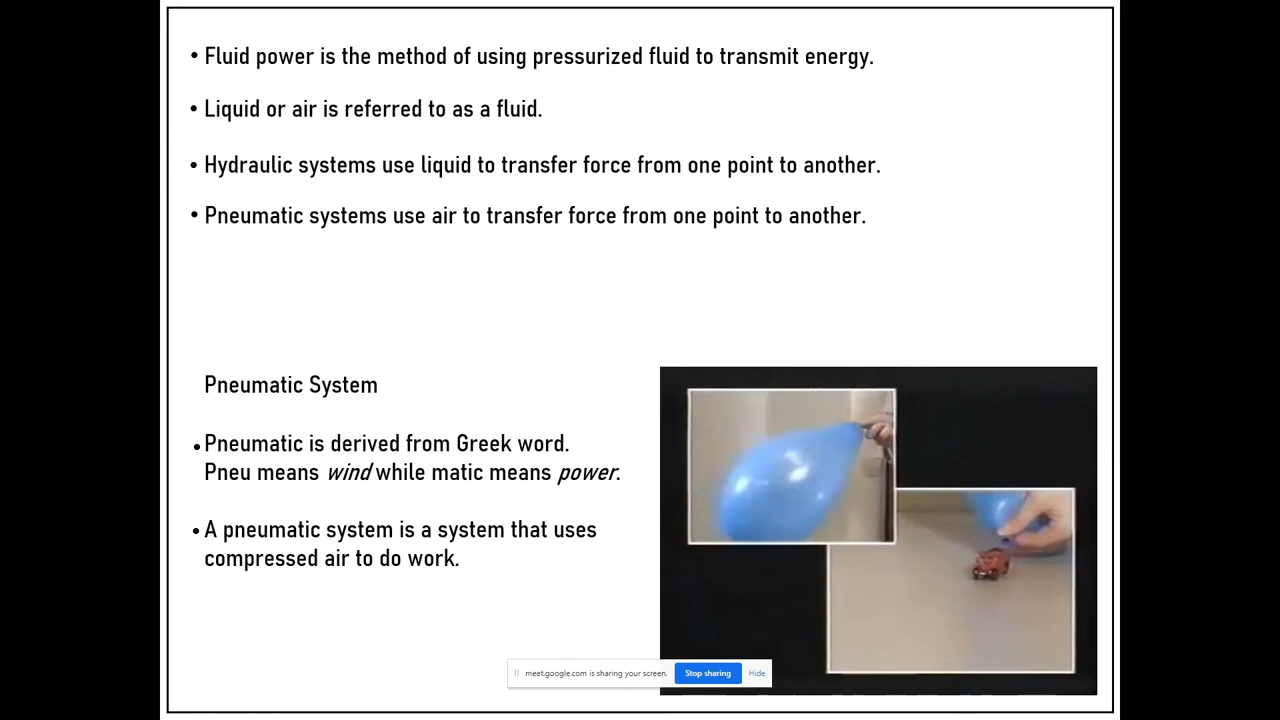 • Fluid power is the method of using pressurized fluid to transmit energy.
• Liquid or air is referred to as a fluid.
• Hydraulic systems use liquid to transfer force from one point to another.
• Pneumatic systems use air to transfer force from one point to another.
Pneumatic System
• Pneumatic is derived from Greek word.
Pneu means wind while matic means power.
• A pneumatic system is a system that uses
compressed air to do work.
meet.google.com is sharing your screen. Stop sharing Hide